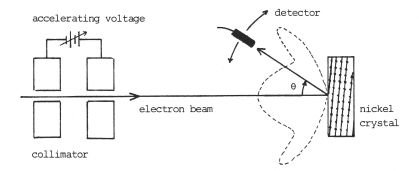 accelerating voltage
detector
θ
electron beam
nickel
crystal
collimator